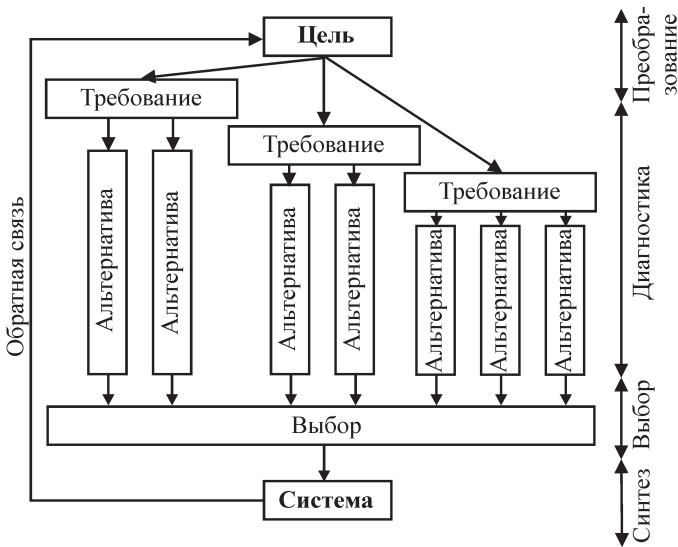 Цель
Требование
Требование
Требование
Альтернатива
Альтернатива
Альтернатива
Альтернатива
Альтернатива
Альтернатива
Альтернатива
Выбор
Система
Обратная связь
Преобра-
зование
Диагностика
Выбор
Синтез